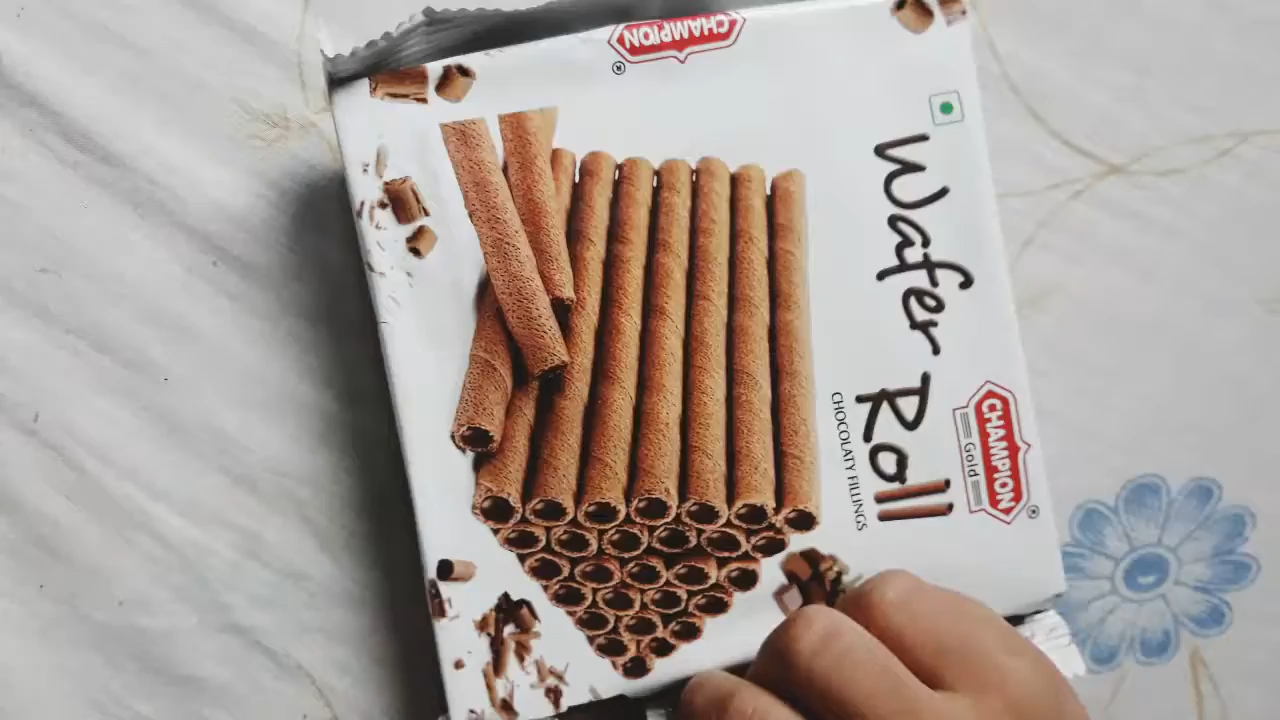 CHAMPION
®
CHAMPION
Gold
®
Wafer Roll
CHOCOLATY FILLINGS